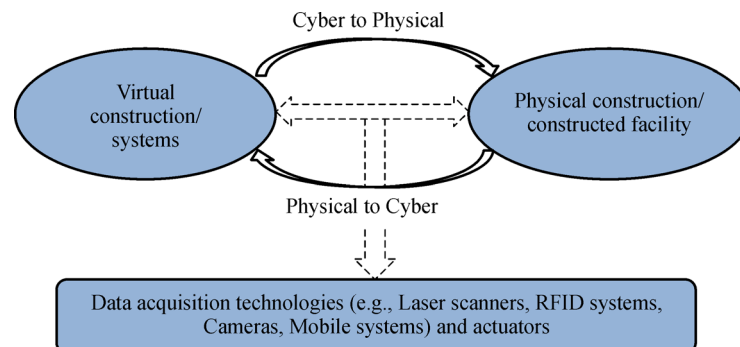 Cyber to Physical
Virtual
construction/
systems
Physical construction/
constructed facility
Physical to Cyber
Data acquisition technologies (e.g., Laser scanners, RFID systems,
Cameras, Mobile systems) and actuators